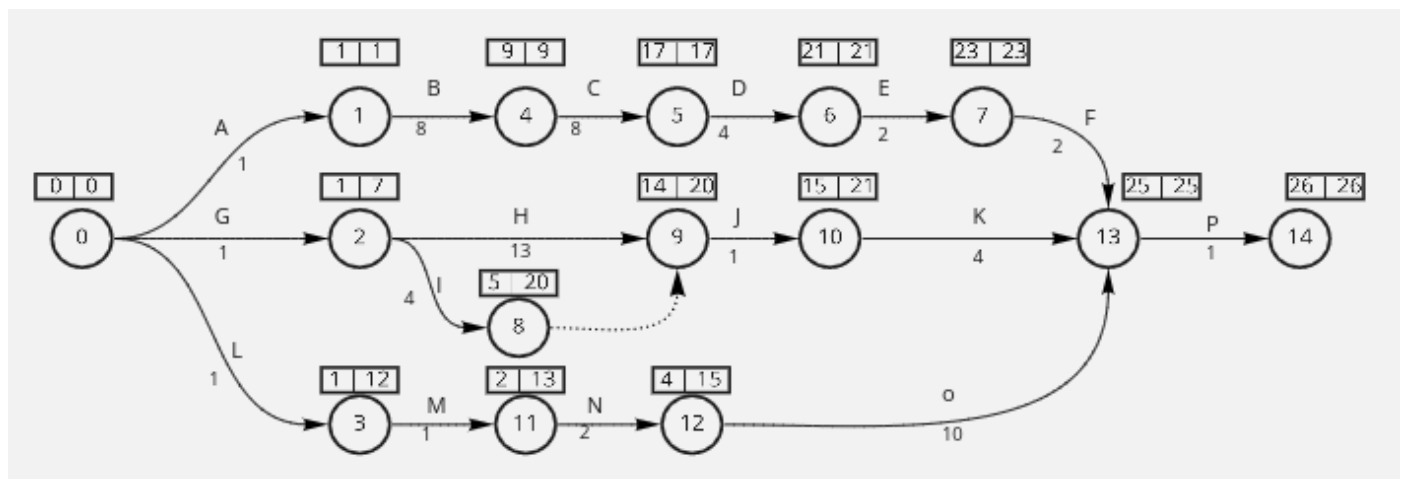 1 | 1
9 | 9
17 | 17
21 | 21
23 | 23
B
C
D
E
F
1
4
5
6
7
8
8
4
2
2
A
1
0 | 0
1 | 7
14 | 20
15 | 21
25 | 25
26 | 26
G
H
J
K
P
0
2
9
10
13
14
1
13
1
4
1
I
4
5 | 20
8
L
1
1 | 12
2 | 13
4 | 15
M
N
o
3
11
12
1
2
10